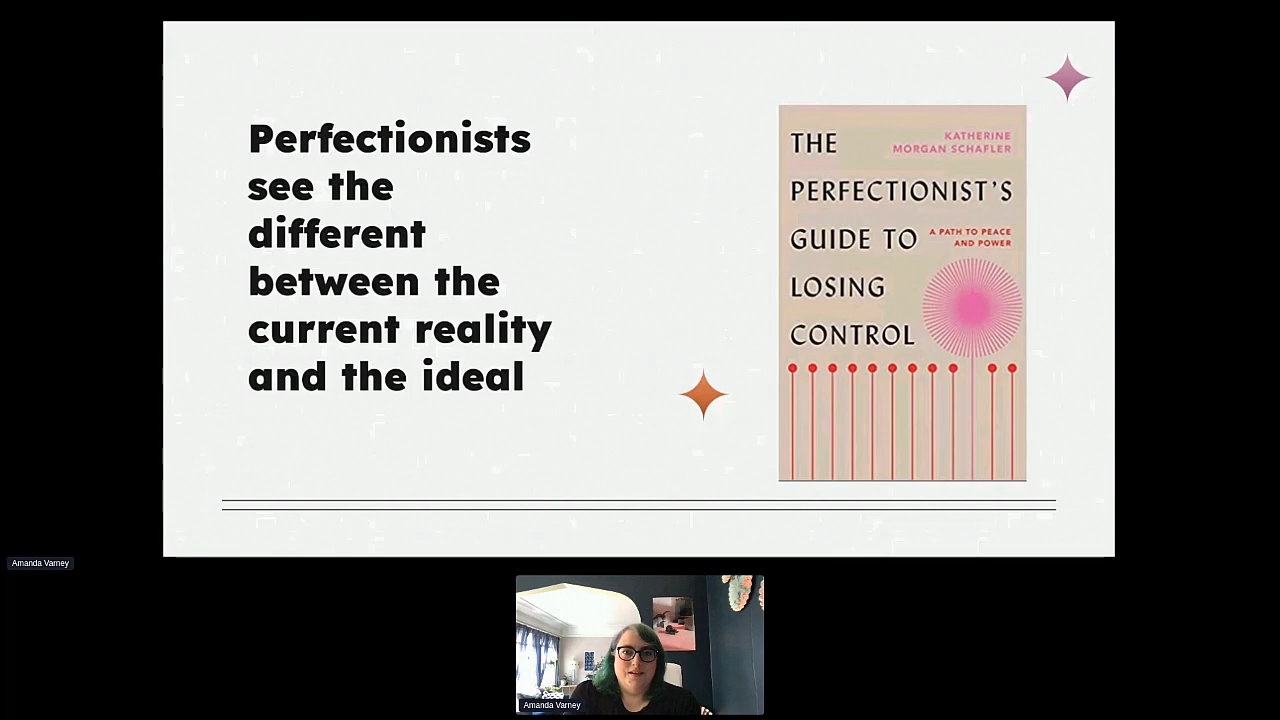 Perfectionists
see the
different
between the
current reality
and the ideal
THE
KATHERINE
MORGAN SCHAFLER
PERFECTIONIST'S
GUIDE TO
A PATH TO PEACE
AND POWER
LOSING
CONTROL
Amanda Varney
Amanda Varney